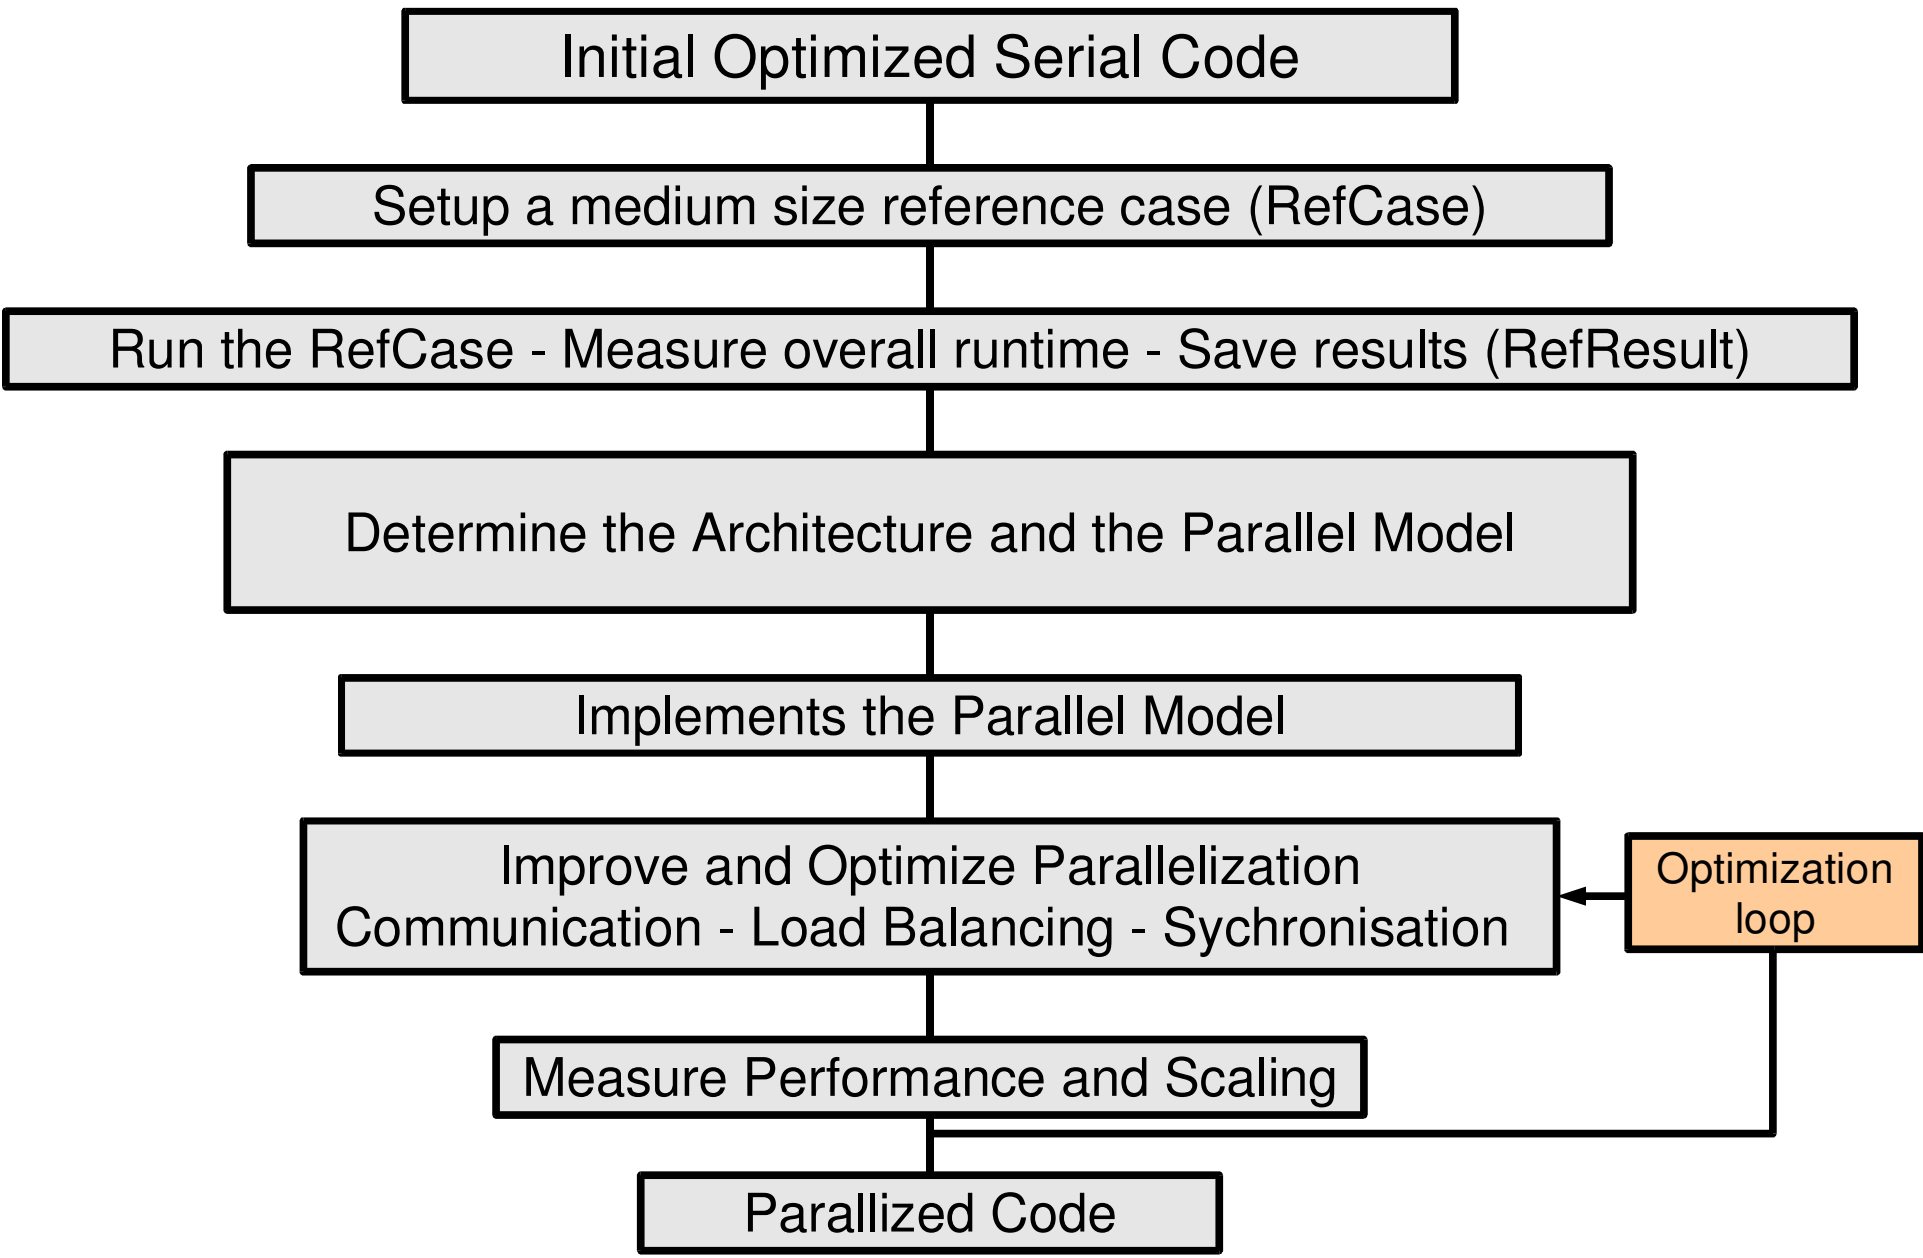 Initial Optimized Serial Code
Setup a medium size reference case (RefCase)
Run the RefCase - Measure overall runtime - Save results (RefResult)
Determine the Architecture and the Parallel Model
Implements the Parallel Model
Improve and Optimize Parallelization
Communication - Load Balancing - Sychronisation
Optimization
loop
Measure Performance and Scaling
Parallized Code